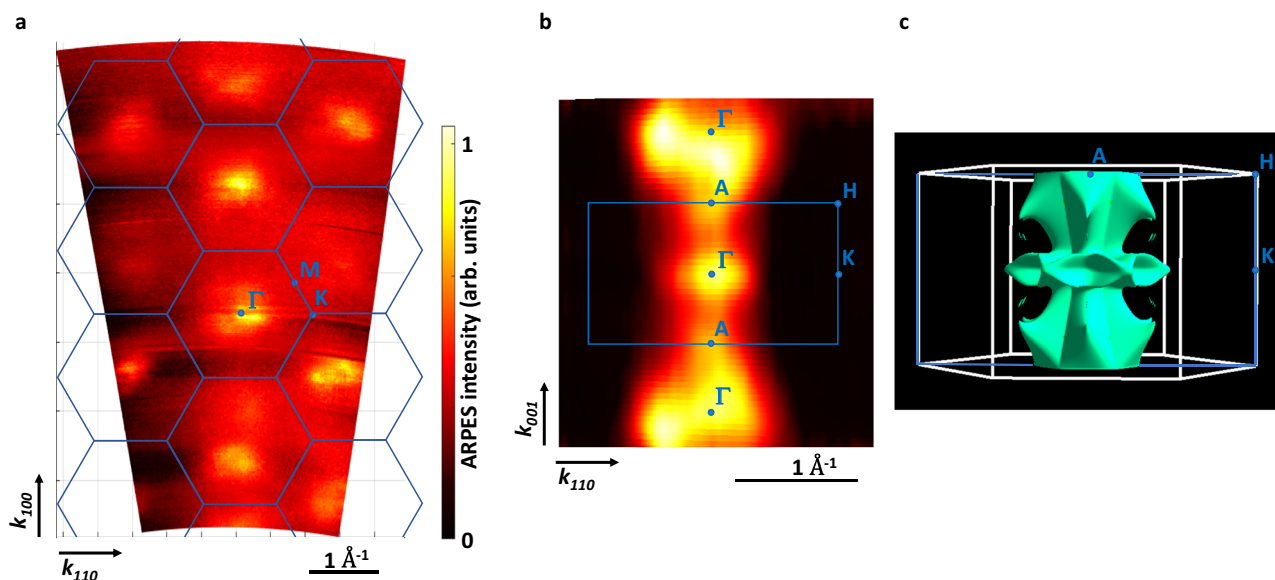 a
M
Γ
K
k100
k110
1 Å-1
1
ARPES intensity (arb. units)
0
b
Γ
A
H
Γ
K
A
Γ
k001
k110
1 Å-1
c
A
H
K